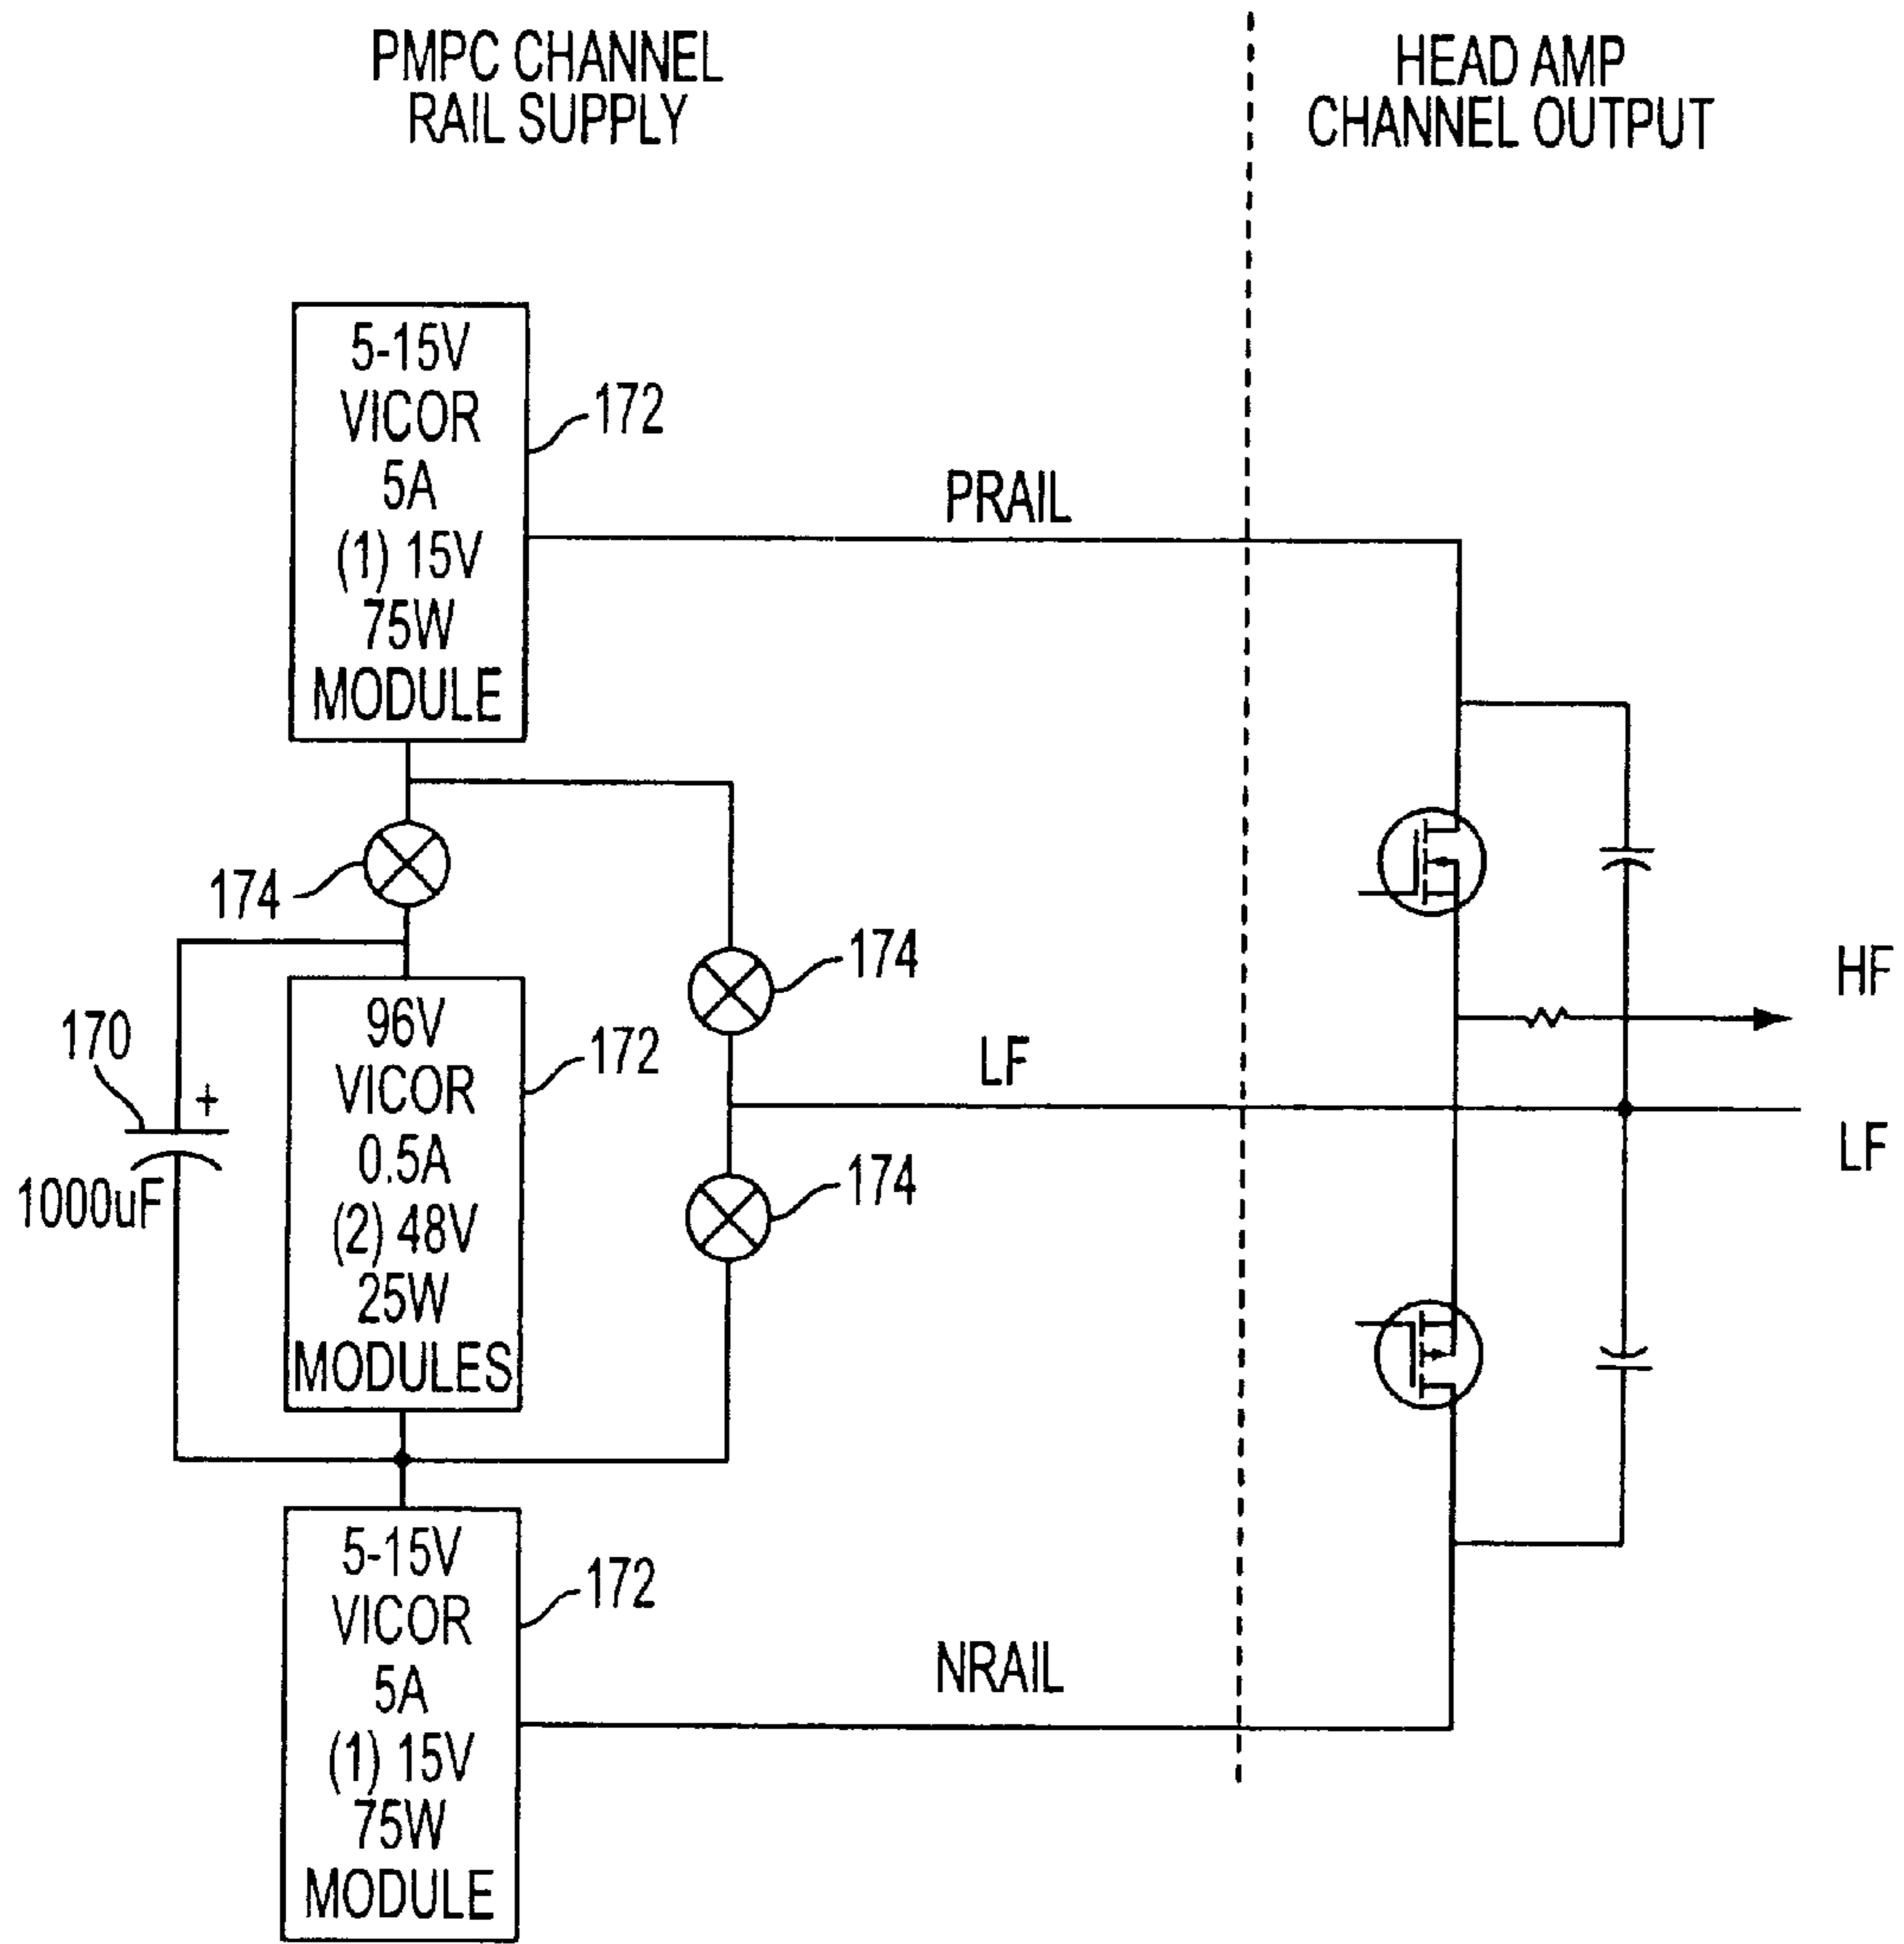 PMPC CHANNEL
RAIL SUPPLY
HEAD AMP
CHANNEL OUTPUT
5-15V
VICOR
5A
(1) 15V
75W
MODULE
172
PRAIL
174
174
HF
170
+
1000uF
96V
VICOR
0.5A
(2) 48V
25W
MODULES
172
LF
LF
174
5-15V
VICOR
5A
(1) 15V
75W
MODULE
172
NRAIL